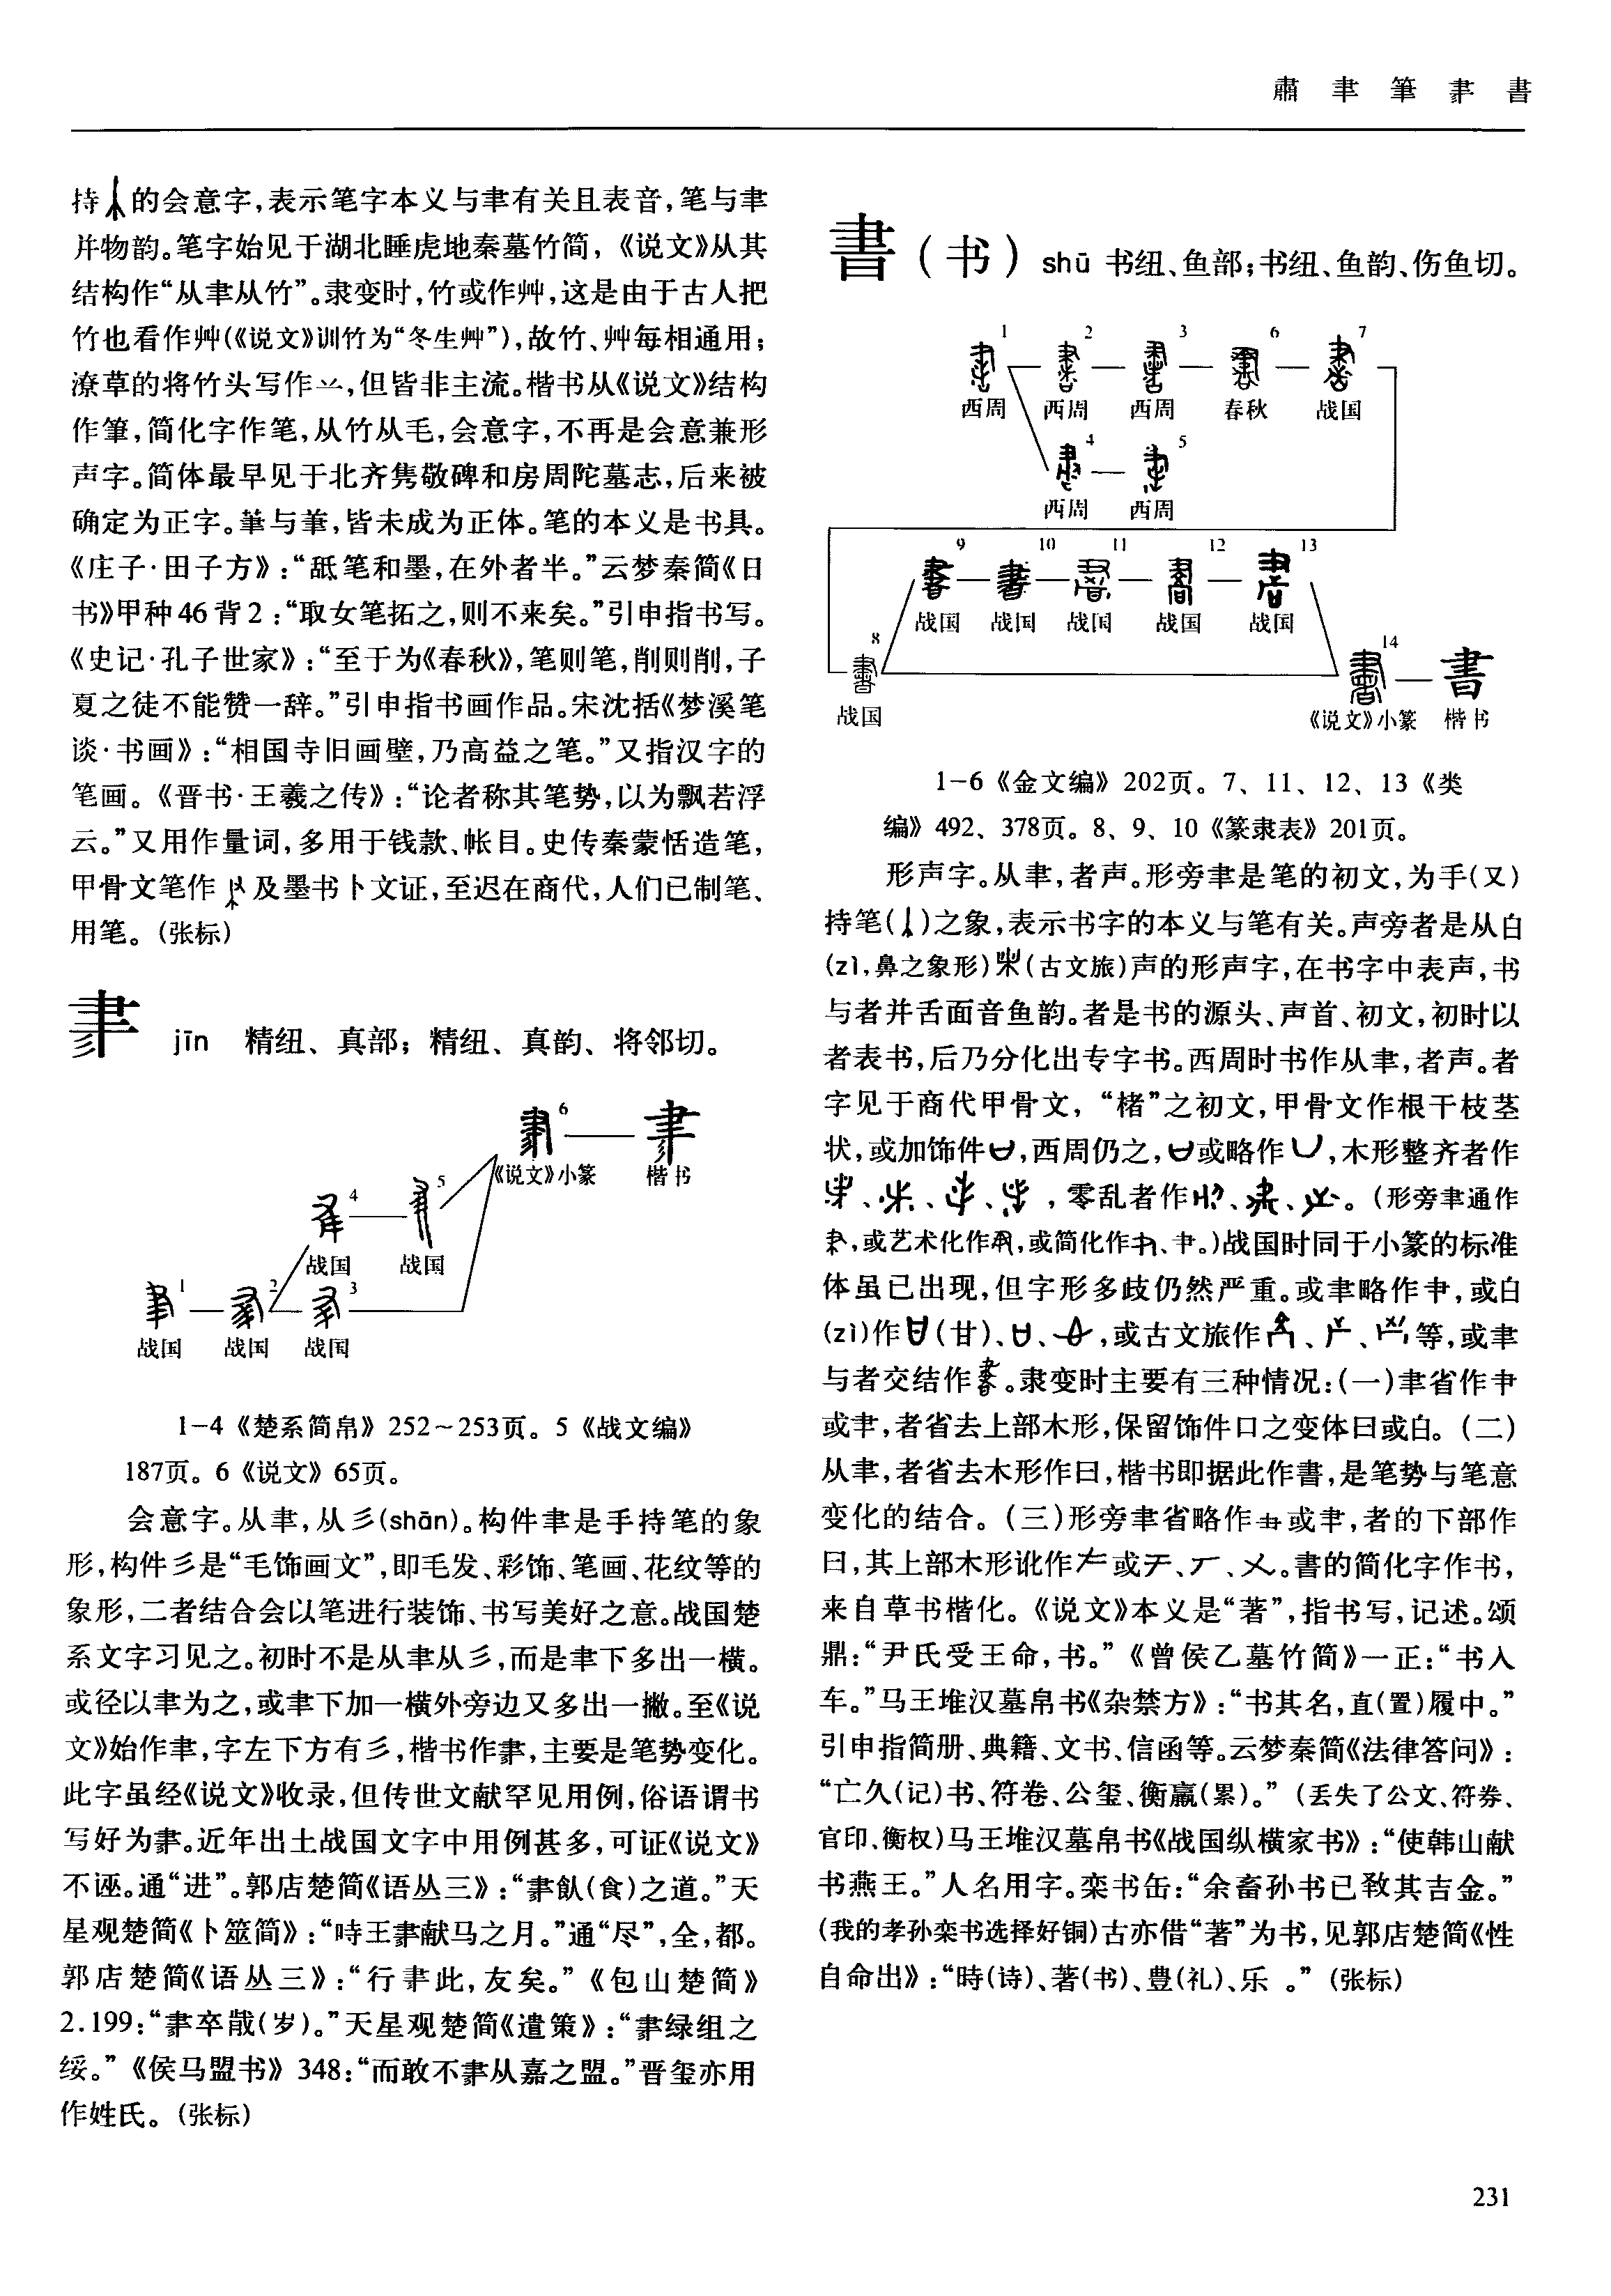 肅 聿 筆 𦘔 書
持 的会意字,表示笔字本义与聿有关且表音,笔与聿
并物韵。笔字始见于湖北睡虎地秦墓竹简,《说文》从其
结构作“从聿从竹”。隶变时,竹或作艸,这是由于古人把
竹也看作艸(《说文》训竹为“冬生艸”),故竹、艸每相通用;
潦草的将竹头写作䒑,但皆非主流。楷书从《说文》结构
作筆,简化字作笔,从竹从毛,会意字,不再是会意兼形
声字。简体最早见于北齐隽敬碑和房周陀墓志,后来被
确定为正字。 与 ,皆未成为正体。笔的本义是书具。
《庄子·田子方》:“舐笔和墨,在外者半。”云梦秦简《日
书》甲种46背2:“取女笔拓之,则不来矣。”引申指书写。
《史记·孔子世家》:“至于为《春秋》,笔则笔,削则削,子
夏之徒不能赞一辞。”引申指书画作品。宋沈括《梦溪笔
谈·书画》:“相国寺旧画壁,乃高益之笔。”又指汉字的
笔画。《晋书·王羲之传》:“论者称其笔势,以为飘若浮
云。”又用作量词,多用于钱款、帐目。史传秦蒙恬造笔,
甲骨文笔作 及墨书卜文证,至迟在商代,人们已制笔、
用笔。(张标)
𦘔 jīn 精纽、真部;精纽、真韵、将邻切。
6
《说文》小篆 楷书
4 5
战国 战国
1 2 3
战国 战国 战国
1-4《楚系简帛》252~253页。5《战文编》
187页。6《说文》65页。
会意字。从聿,从彡(shān)。构件聿是手持笔的象
形,构件彡是“毛饰画文”,即毛发、彩饰、笔画、花纹等的
象形,二者结合会以笔进行装饰、书写美好之意。战国楚
系文字习见之。初时不是从聿从彡,而是聿下多出一横。
或径以聿为之,或聿下加一横外旁边又多出一撇。至《说
文》始作聿,字左下方有彡,楷书作𦘔,主要是笔势变化。
此字虽经《说文》收录,但传世文献罕见用例,俗语谓书
写好为𦘔。近年出土战国文字中用例甚多,可证《说文》
不诬。通“进”。郭店楚简《语丛三》:“𦘔飤(食)之道。”天
星观楚简《卜筮简》:“時王𦘔献马之月。”通“尽”,全,都。
郭店楚简《语丛三》:“行𦘔此,友矣。”《包山楚简》
2.199:“𦘔卒戠(岁)。”天星观楚简《遣策》:“𦘔绿组之
绥。”《侯马盟书》348:“而敢不𦘔从嘉之盟。”晋玺亦用
作姓氏。(张标)
書(书)shū 书纽、鱼部;书纽、鱼韵、伤鱼切。
1 2 3 6 7
西周 西周 西周 春秋 战国
4 5
西周 西周
9 10 11 12 13
战国 战国 战国 战国 战国
8 14
战国 《说文》小篆 楷书
1-6《金文编》202页。7、11、12、13《类
编》492、378页。8、9、10《篆隶表》201页。
形声字。从聿,者声。形旁聿是笔的初文,为手(又)
持笔( )之象,表示书字的本义与笔有关。声旁者是从白
(zì,鼻之象形) (古文旅)声的形声字,在书字中表声,书
与者并舌面音鱼韵。者是书的源头、声首、初文,初时以
者表书,后乃分化出专字书。西周时书作从聿,者声。者
字见于商代甲骨文,“楮”之初文,甲骨文作根干枝茎
状,或加饰件 ,西周仍之, 或略作 ,木形整齐者作
、 、 、 ,零乱者作 、 、 。(形旁聿通作
,或艺术化作 ,或简化作 、 。)战国时同于小篆的标准
体虽已出现,但字形多歧仍然严重。或聿略作 ,或白
(zì)作 (甘)、 、 ,或古文旅作 、 、 等,或聿
与者交结作 。隶变时主要有三种情况:(一)聿省作
或聿,者省去上部木形,保留饰件口之变体日或白。(二)
从聿,者省去木形作曰,楷书即据此作書,是笔势与笔意
变化的结合。(三)形旁聿省略作 或聿,者的下部作
日,其上部木形讹作 或 、 、 。書的简化字作书,
来自草书楷化。《说文》本义是“著”,指书写,记述。颂
鼎:“尹氏受王命,书。”《曾侯乙墓竹简》一正:“书入
车。”马王堆汉墓帛书《杂禁方》:“书其名,直(置)履中。”
引申指简册、典籍、文书、信函等。云梦秦简《法律答问》:
“亡久(记)书、符卷、公玺、衡羸(累)。”(丢失了公文、符券、
官印、衡权)马王堆汉墓帛书《战国纵横家书》:“使韩山献
书燕王。”人名用字。栾书缶:“余畜孙书已 其吉金。”
(我的孝孙栾书选择好铜)古亦借“著”为书,见郭店楚简《性
自命出》:“時(诗)、著(书)、豊(礼)、乐 。”(张标)
231